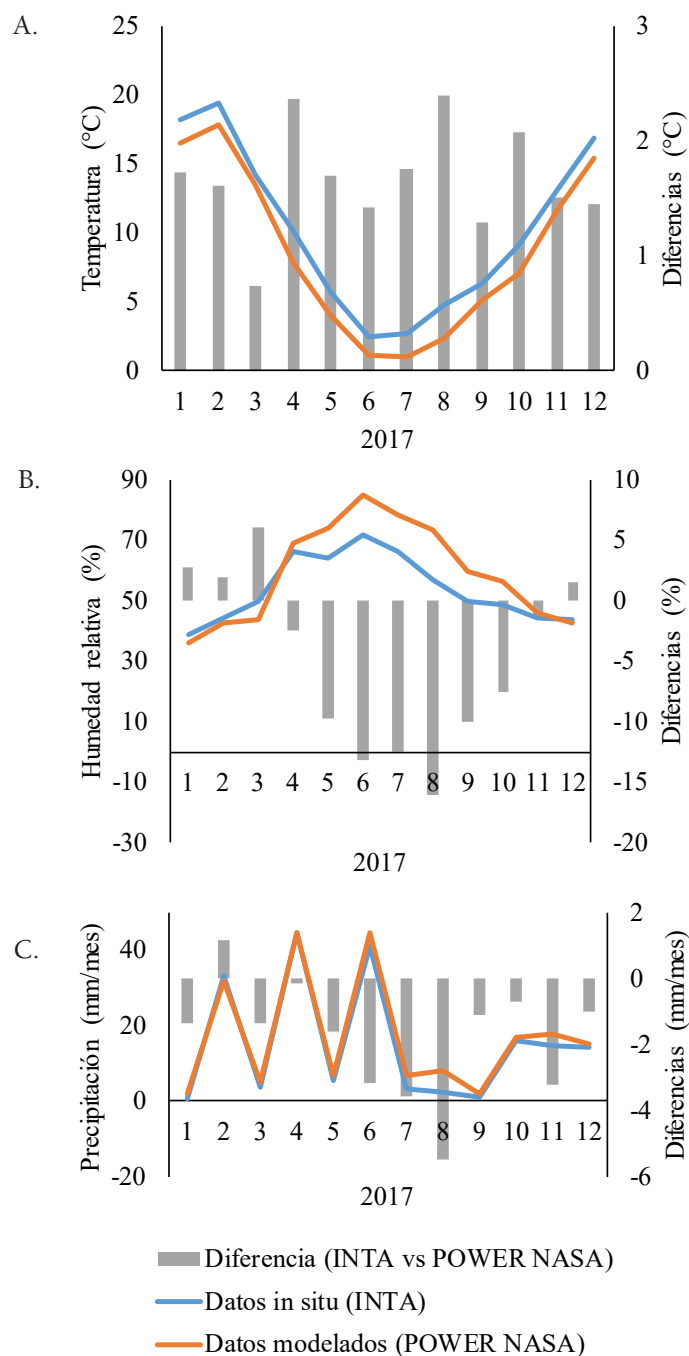 A.
Temperatura (°C)
25
20
15
10
5
0
3
2
1
0
Diferencias (°C)
1 2 3 4 5 6 7 8 9 10 11 12
2017
B.
Humedad relativa (%)
90
70
50
30
10
-10
-30
10
5
0
-5
-10
-15
-20
Diferencias (%)
1 2 3 4 5 6 7 8 9 10 11 12
2017
C.
Precipitación (mm/mes)
40
20
0
-20
2
0
-2
-4
-6
Diferencias (mm/mes)
1 2 3 4 5 6 7 8 9 10 11 12
2017
Diferencia (INTA vs POWER NASA)
Datos in situ (INTA)
Datos modelados (POWER NASA)